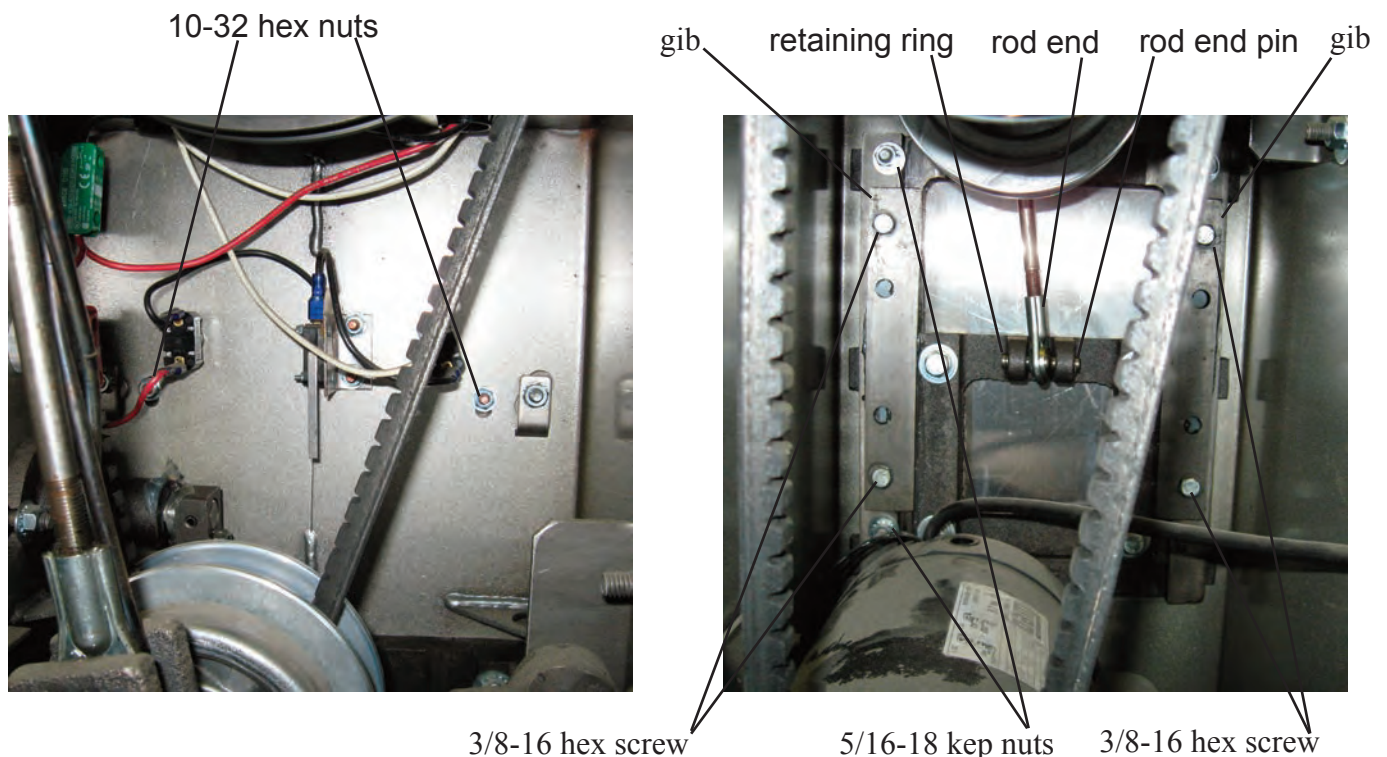 10-32 hex nuts
gib
retaining ring
rod end
rod end pin
gib
3/8-16 hex screw
5/16-18 kep nuts
3/8-16 hex screw